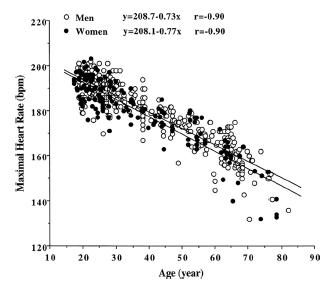 Men y=208.7-0.73x r=-0.90
Women y=208.1-0.77x r=-0.90
220
200
180
160
140
120
Maximal Heart Rate (bpm)
10 20 30 40 50 60 70 80 90
Age (year)